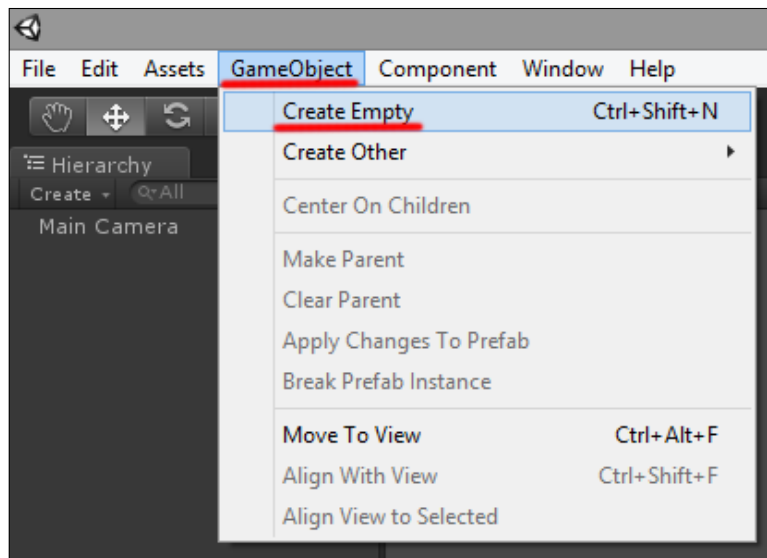 File Edit Assets GameObject Component Window Help
Create Empty Ctrl+Shift+N
Hierarchy
Create Other
Create All
Center On Children
Main Camera
Make Parent
Clear Parent
Apply Changes To Prefab
Break Prefab Instance
Move To View Ctrl+Alt+F
Align With View Ctrl+Shift+F
Align View to Selected